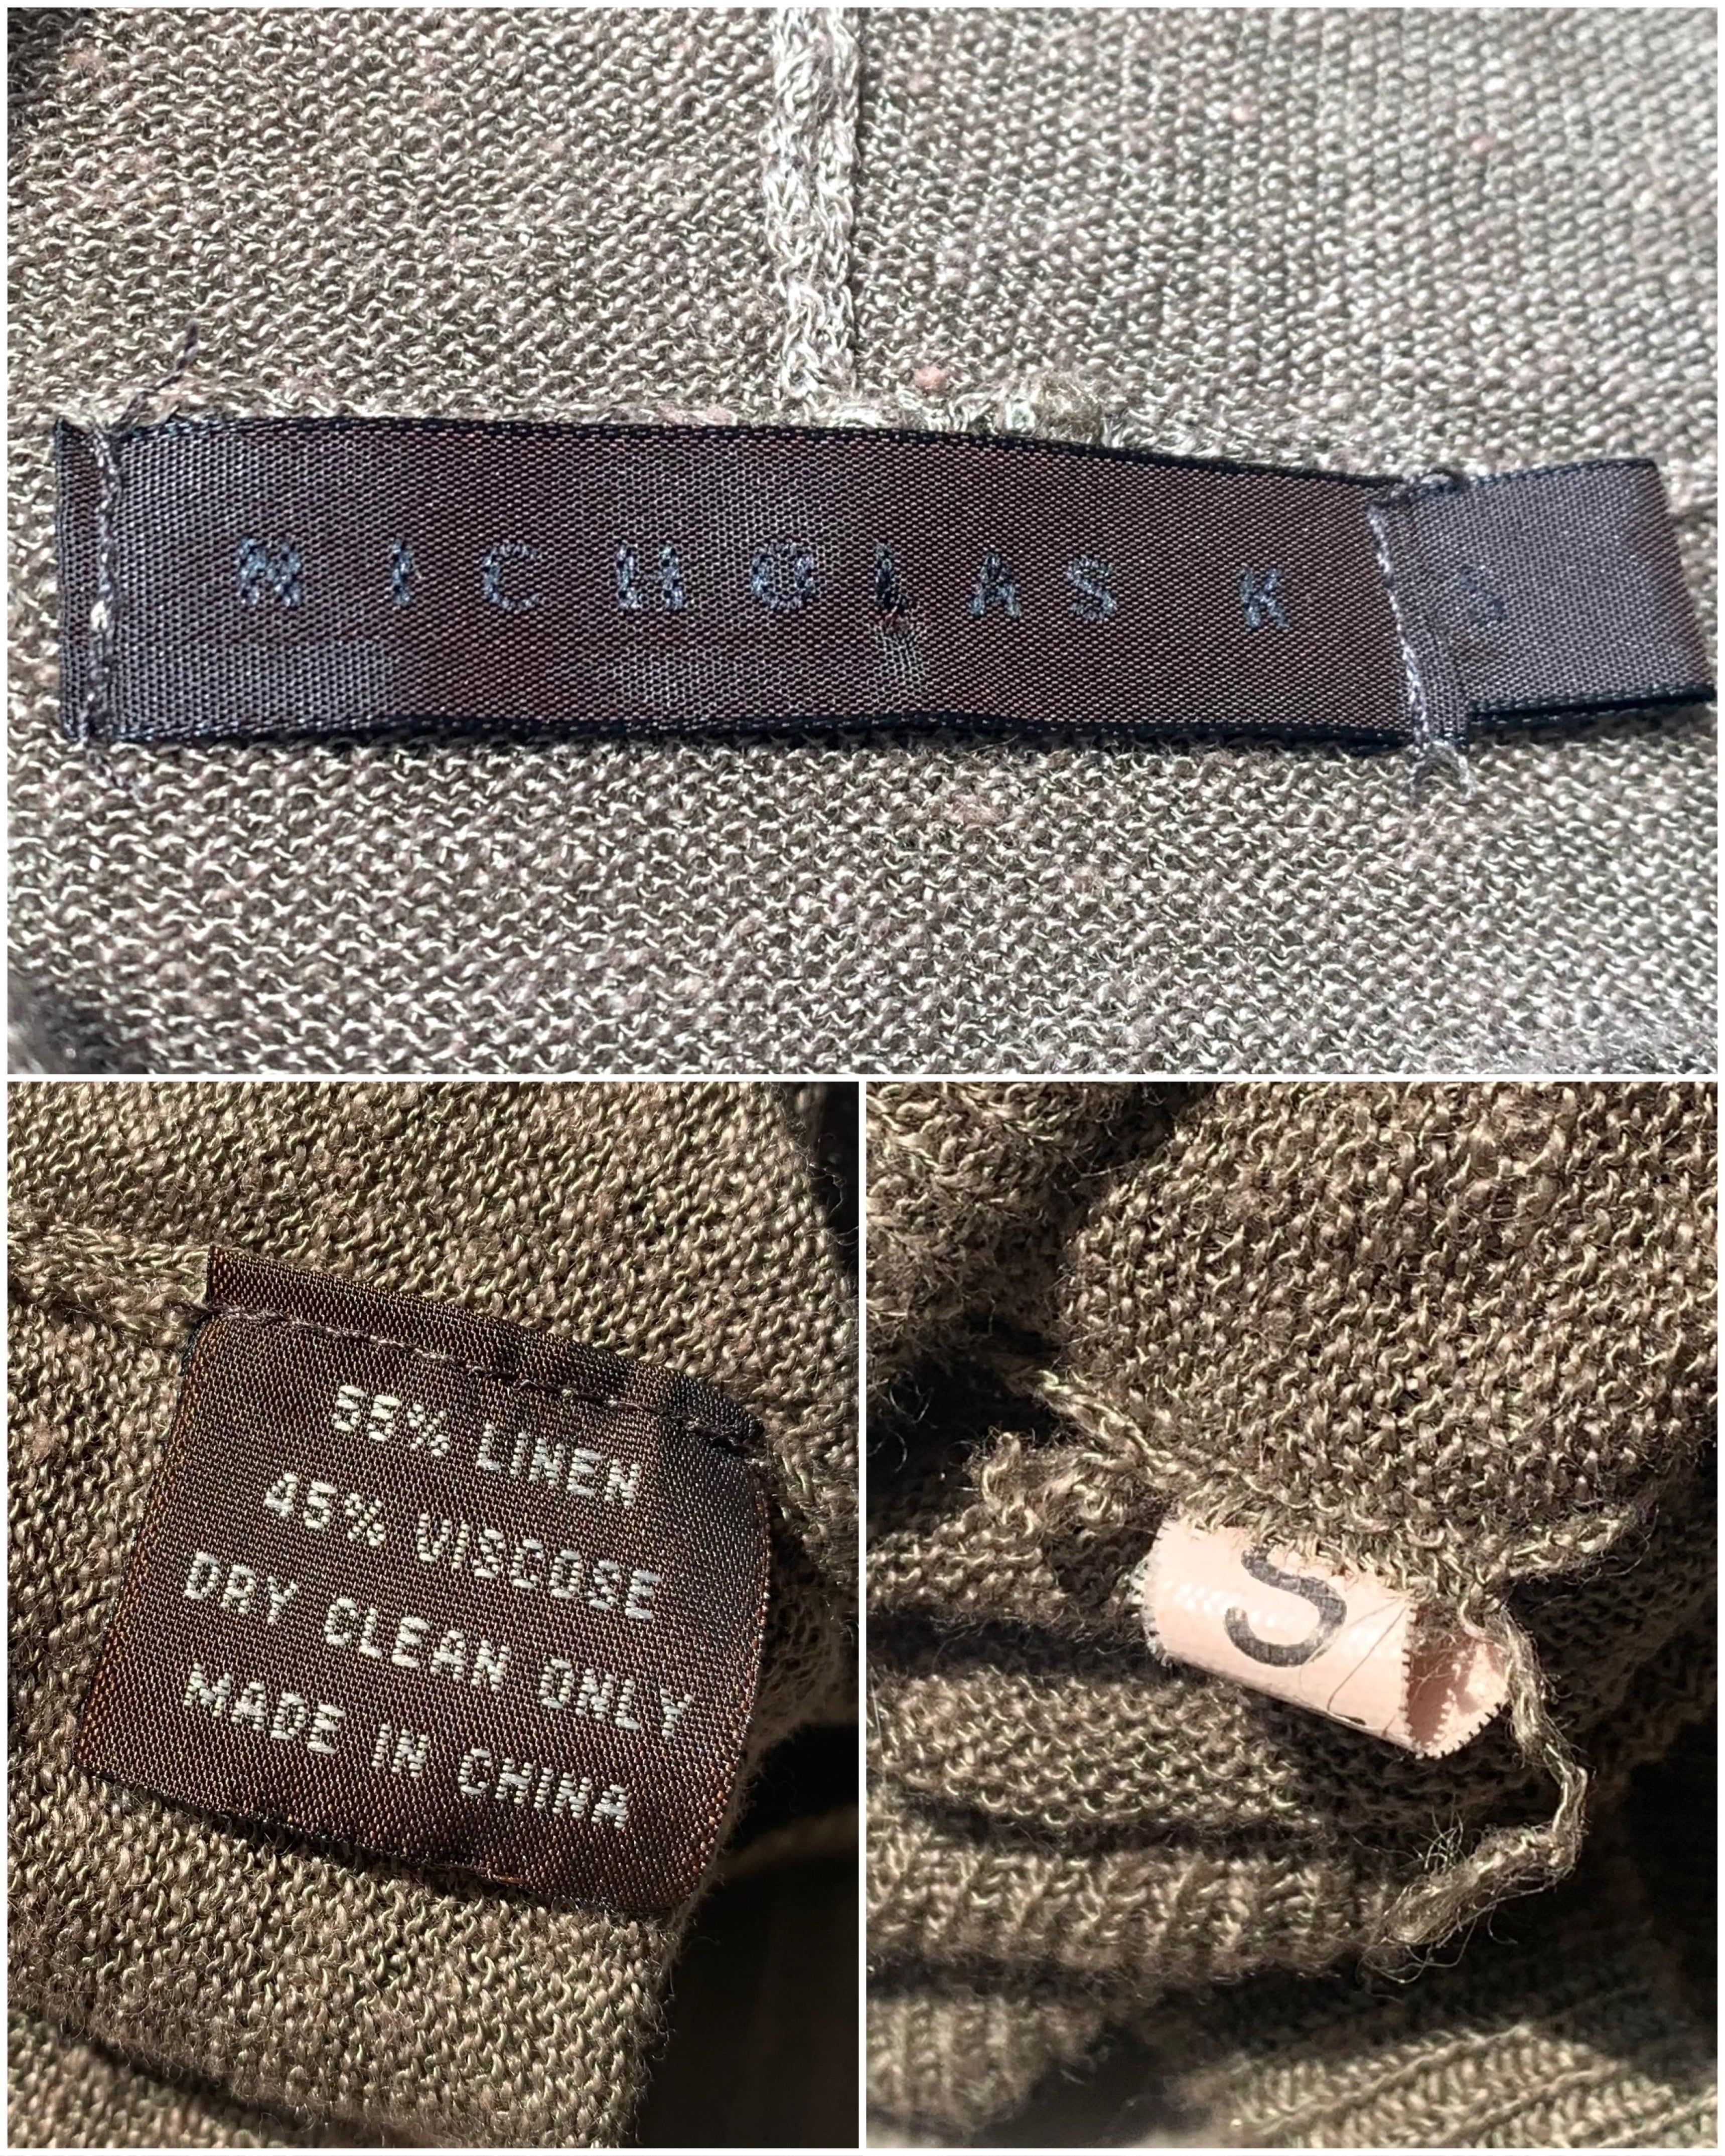 NICHOLAS K
55% LINEN
45% VISCOSE
DRY CLEAN ONLY
MADE IN CHINA
S